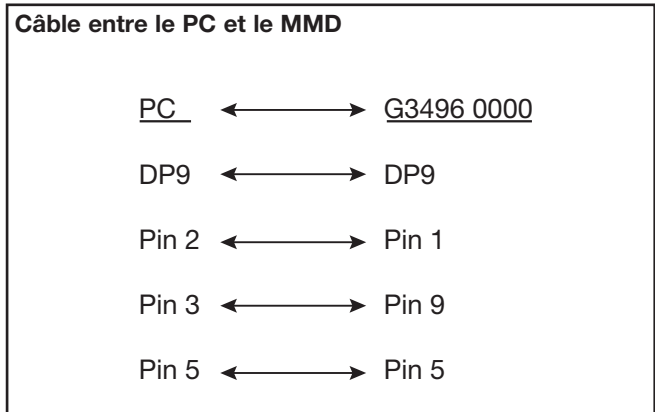 Câble entre le PC et le MMD
PC G3496 0000
DP9 DP9
Pin 2 Pin 1
Pin 3 Pin 9
Pin 5 Pin 5